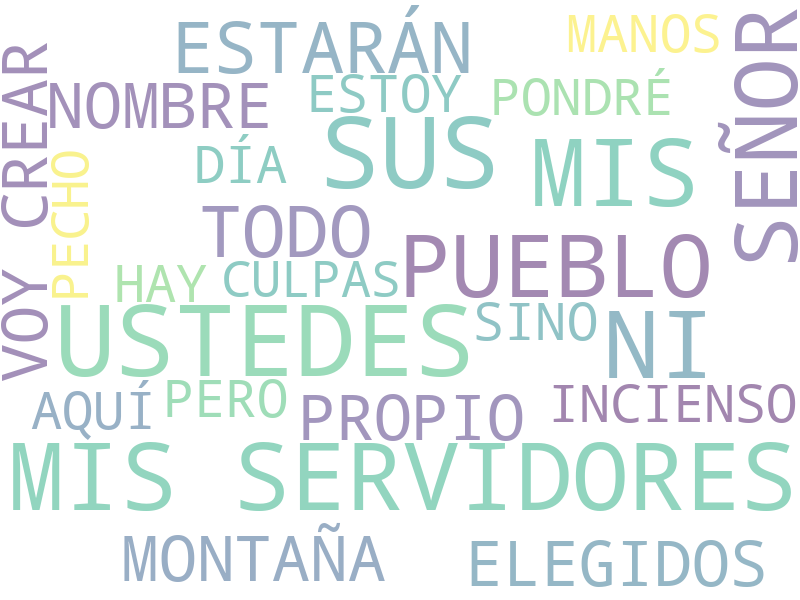 ESTARÁN
MANOS
SEÑOR
VOY CREAR
NOMBRE
ESTOY
PONDRÉ
SUS
MIS
DÍA
PECHO
TODO
PUEBLO
HAY
CULPAS
USTEDES
SINO
NI
AQUÍ
PERO
PROPIO
INCIENSO
MIS SERVIDORES
MONTAÑA
ELEGIDOS